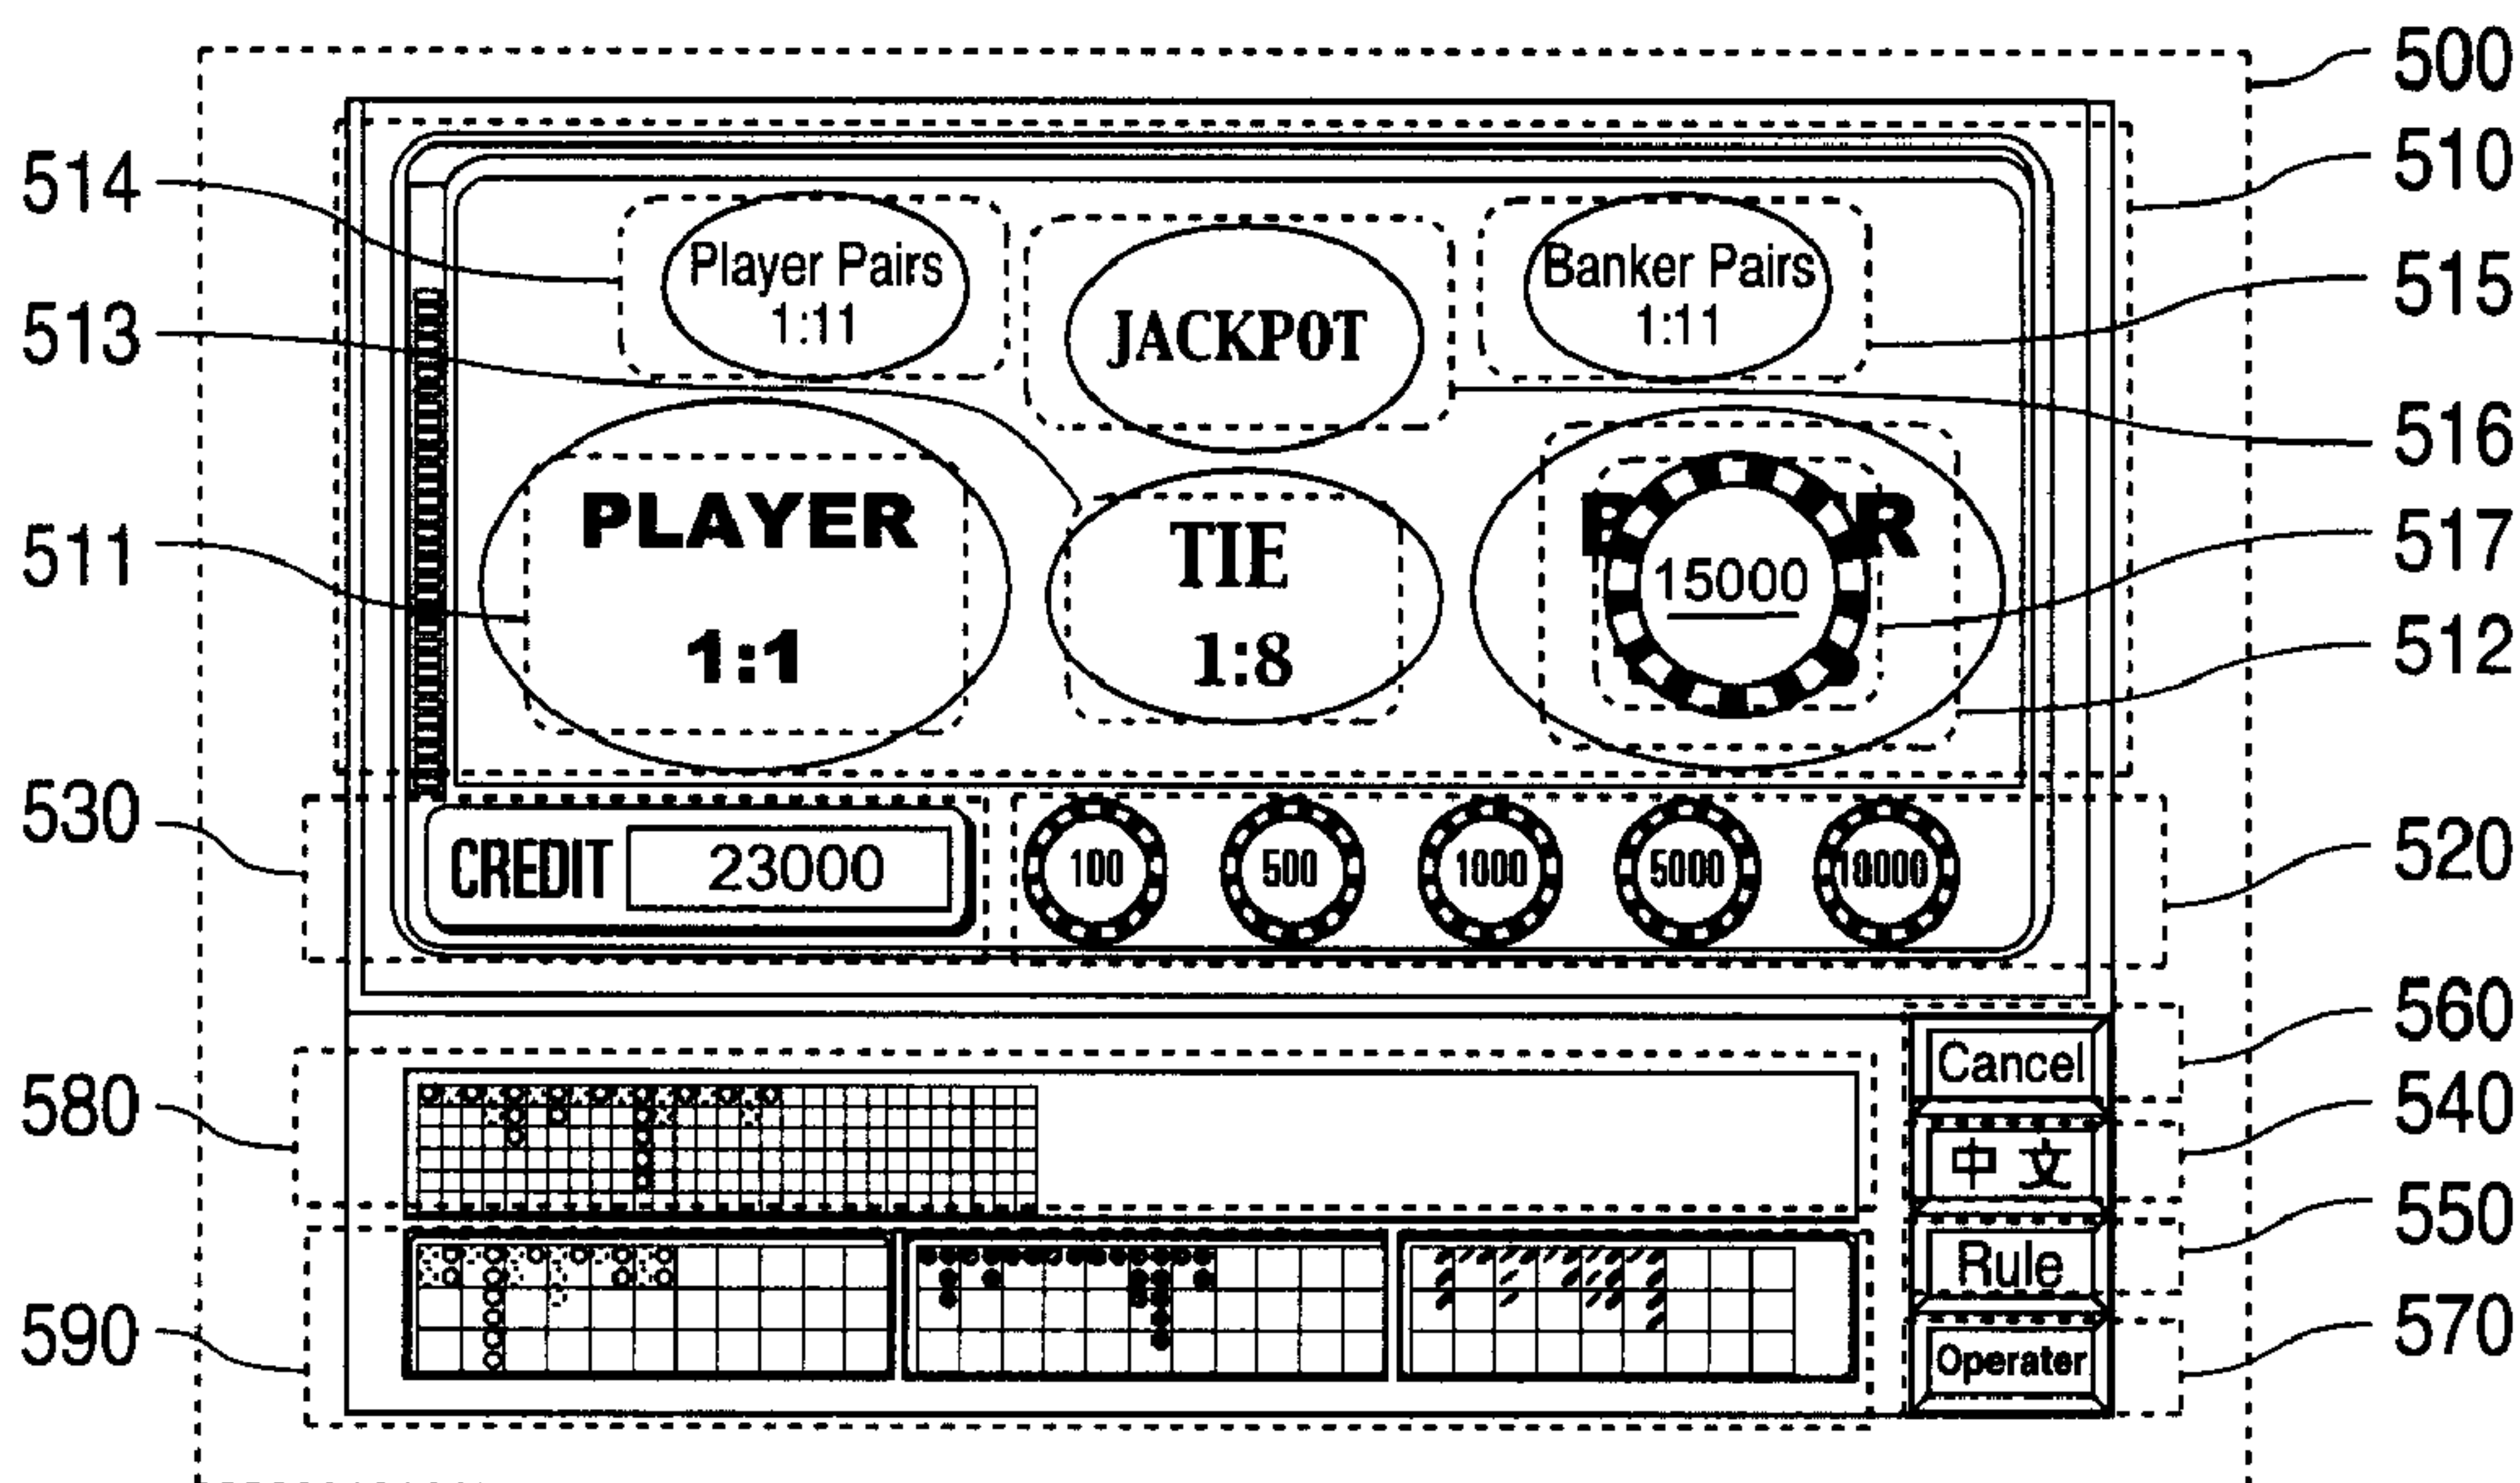 500
510
514
Player Pairs
1:11
JACKPOT
Banker Pairs
1:11
515
513
516
PLAYER
1:1
TIE
1:8
B R
15000
517
511
512
530
CREDIT 23000
100 500 1000 5000 10000
520
560
Cancel
580
540
中文
550
Rule
590
570
Operater